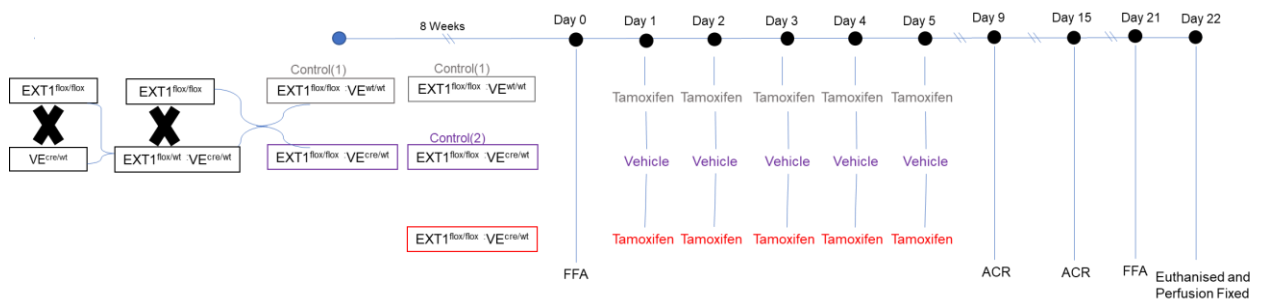 8 Weeks
Day 0
Day 1
Day 2
Day 3
Day 4
Day 5
Day 9
Day 15
Day 21
Day 22
Control(1)
Control(1)
EXT1flox/flox
EXT1flox/flox
EXT1flox/flox :VEwt/wt
EXT1flox/flox :VEwt/wt
Tamoxifen
Tamoxifen
Tamoxifen
Tamoxifen
Tamoxifen
Control(2)
VEcre/wt
EXT1flox/wt :VEcre/wt
EXT1flox/flox :VEcre/wt
EXT1flox/flox :VEcre/wt
Vehicle
Vehicle
Vehicle
Vehicle
Vehicle
EXT1flox/flox :VEcre/wt
Tamoxifen
Tamoxifen
Tamoxifen
Tamoxifen
Tamoxifen
FFA
ACR
ACR
FFA
Euthanised and
Perfusion Fixed